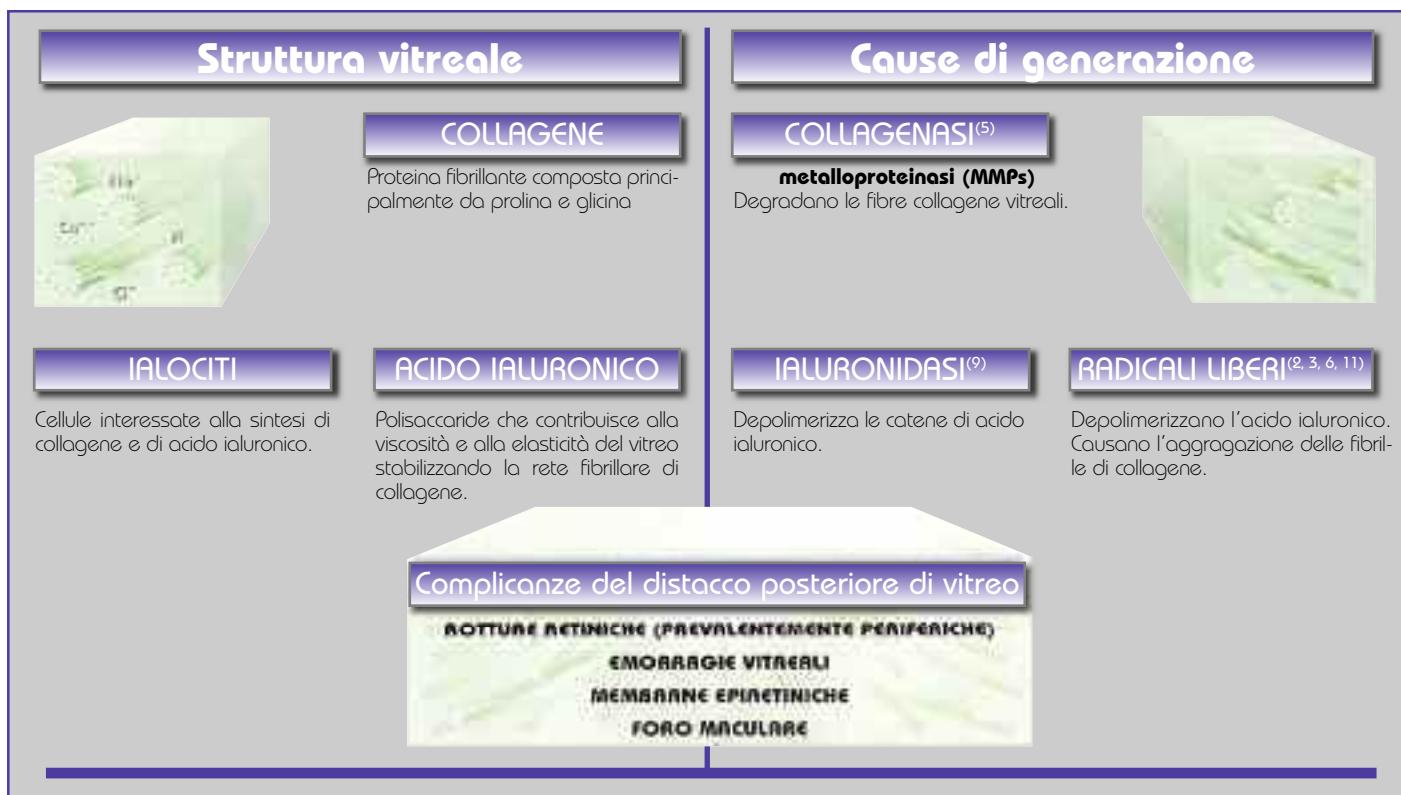 Struttura vitreale
COLLAGENE
Proteina fibrillante composta princi-
palmente da prolina e glicina
IALOCITI
Cellule interessate alla sintesi di
collagene e di acido ialuronico.
ACIDO IALURONICO
Polisaccaride che contribuisce alla
viscosità e alla elasticità del vitreo
stabilizzando la rete fibrillare di
collagene.
Cause di generazione
COLLAGENASI(5)
metalloproteinasi (MMPs)
Degradano le fibre collagene vitreali.
IALURONIDASI(9)
Depolimerizza le catene di acido
ialuronico.
RADICALI LIBERI(2, 3, 6, 11)
Depolimerizzano l'acido ialuronico.
Causano l'aggragazione delle fibril-
le di collagene.
Complicanze del distacco posteriore di vitreo
ROTTURE RETINICHE (PREVALENTEMENTE PERIFERICHE)
EMORRAGIE VITREALI
MEMBRANE EPIRETINICHE
FORO MACULARE